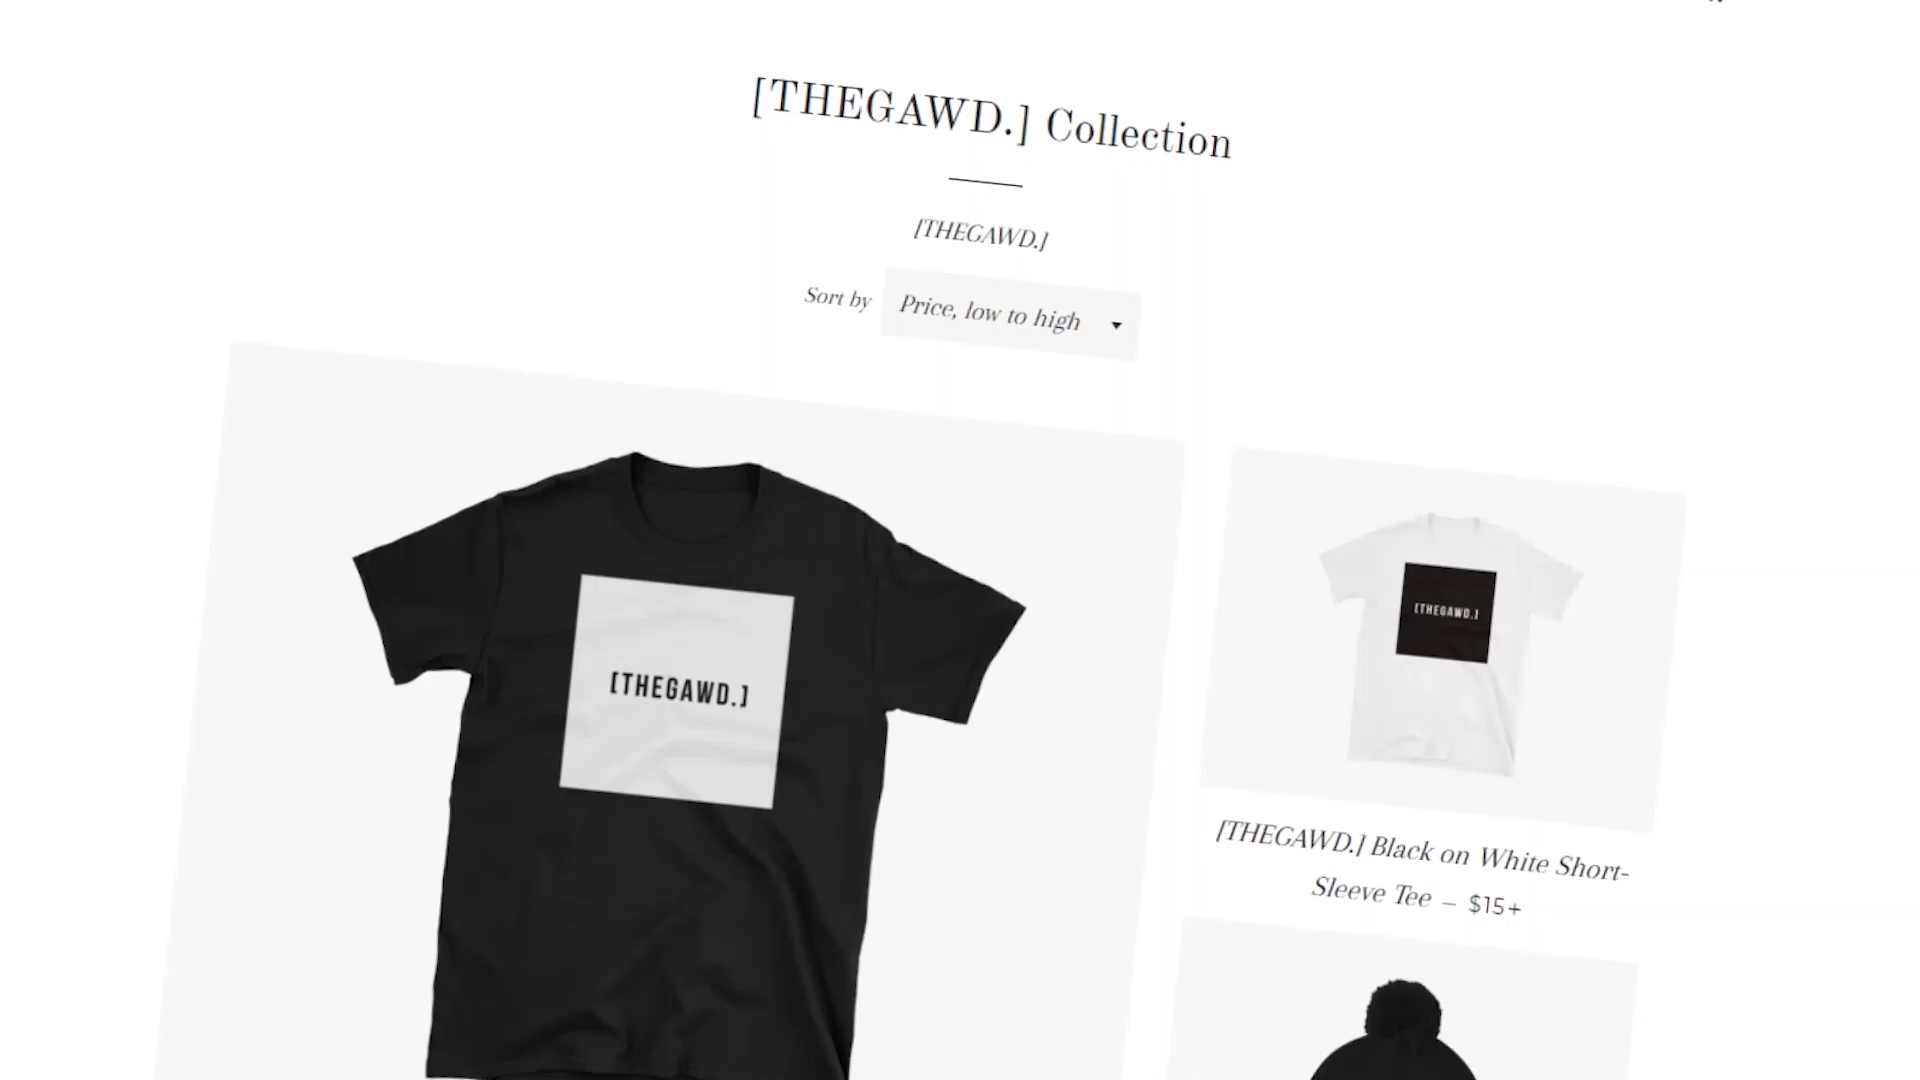 [THEGAWD.] Collection
[THEGAWD.]
Sort by Price, low to high
[THEGAWD.]
[THEGAWD.]
[THEGAWD.] Black on White Short-
Sleeve Tee — $15+